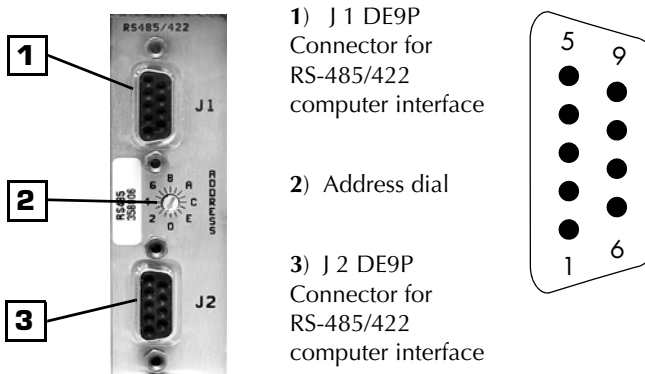 RS485/422
1
J1
2
RS485
35806
6 B A
4 C
2 0 E
ADDRESS
3
J2
1) J 1 DE9P
Connector for
RS-485/422
computer interface
2) Address dial
3) J 2 DE9P
Connector for
RS-485/422
computer interface
5
9
1
6